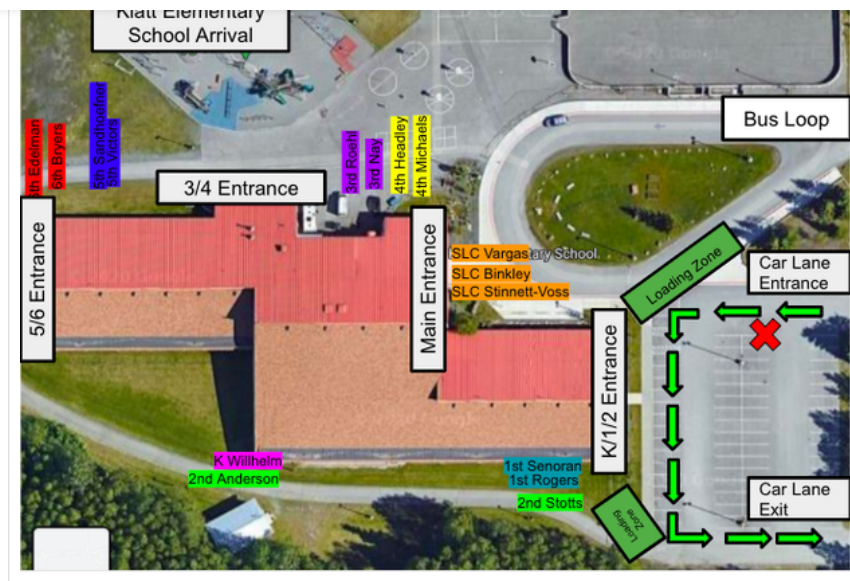 Klatt Elementary
School Arrival
Bus Loop
6th Edelman
6th Bryers
5th Sandhoefner
5th Victors
3/4 Entrance
3rd Roehl
3rd Nay
4th Headley
4th Michaels
5/6 Entrance
Main Entrance
SLC Vargas
ary School
SLC Binkley
SLC Stinnett-Voss
Loading Zone
Car Lane
Entrance
K/1/2 Entrance
K Willheim
2nd Anderson
1st Senoran
1st Rogers
2nd Stotts
Loading
Zone
Car Lane
Exit